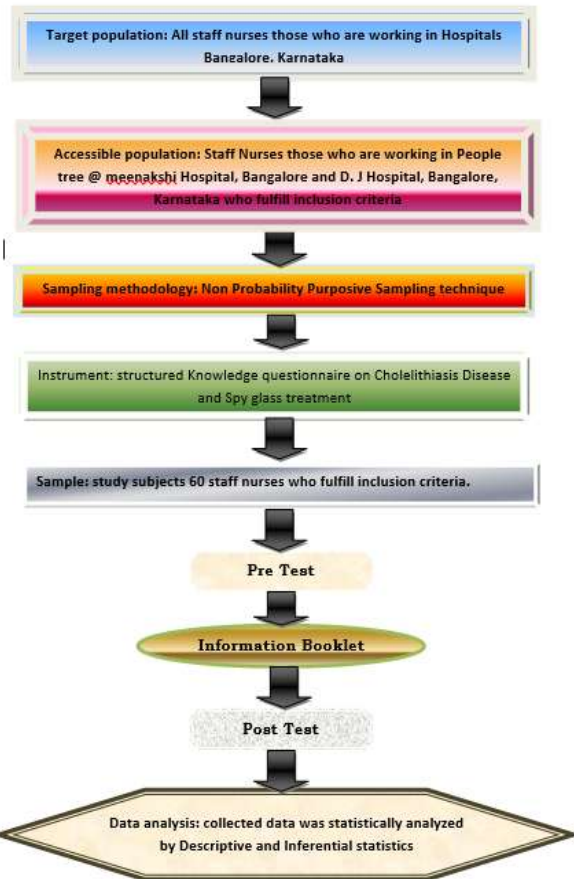 Target population: All staff nurses those who are working in Hospitals
Bangalore. Karnataka
Accessible population: Staff Nurses those who are working in People
tree @ meenakshi Hospital, Bangalore and D. J Hospital, Bangalore,
Karnataka who fulfill inclusion criteria
Sampling methodology: Non Probability Purposive Sampling technique
Instrument: structured Knowledge questionnaire on Cholelithiasis Disease
and Spy glass treatment
Sample: study subjects 60 staff nurses who fulfill inclusion criteria.
Pre Test
Information Booklet
Post Test
Data analysis: collected data was statistically analyzed
by Descriptive and Inferential statistics